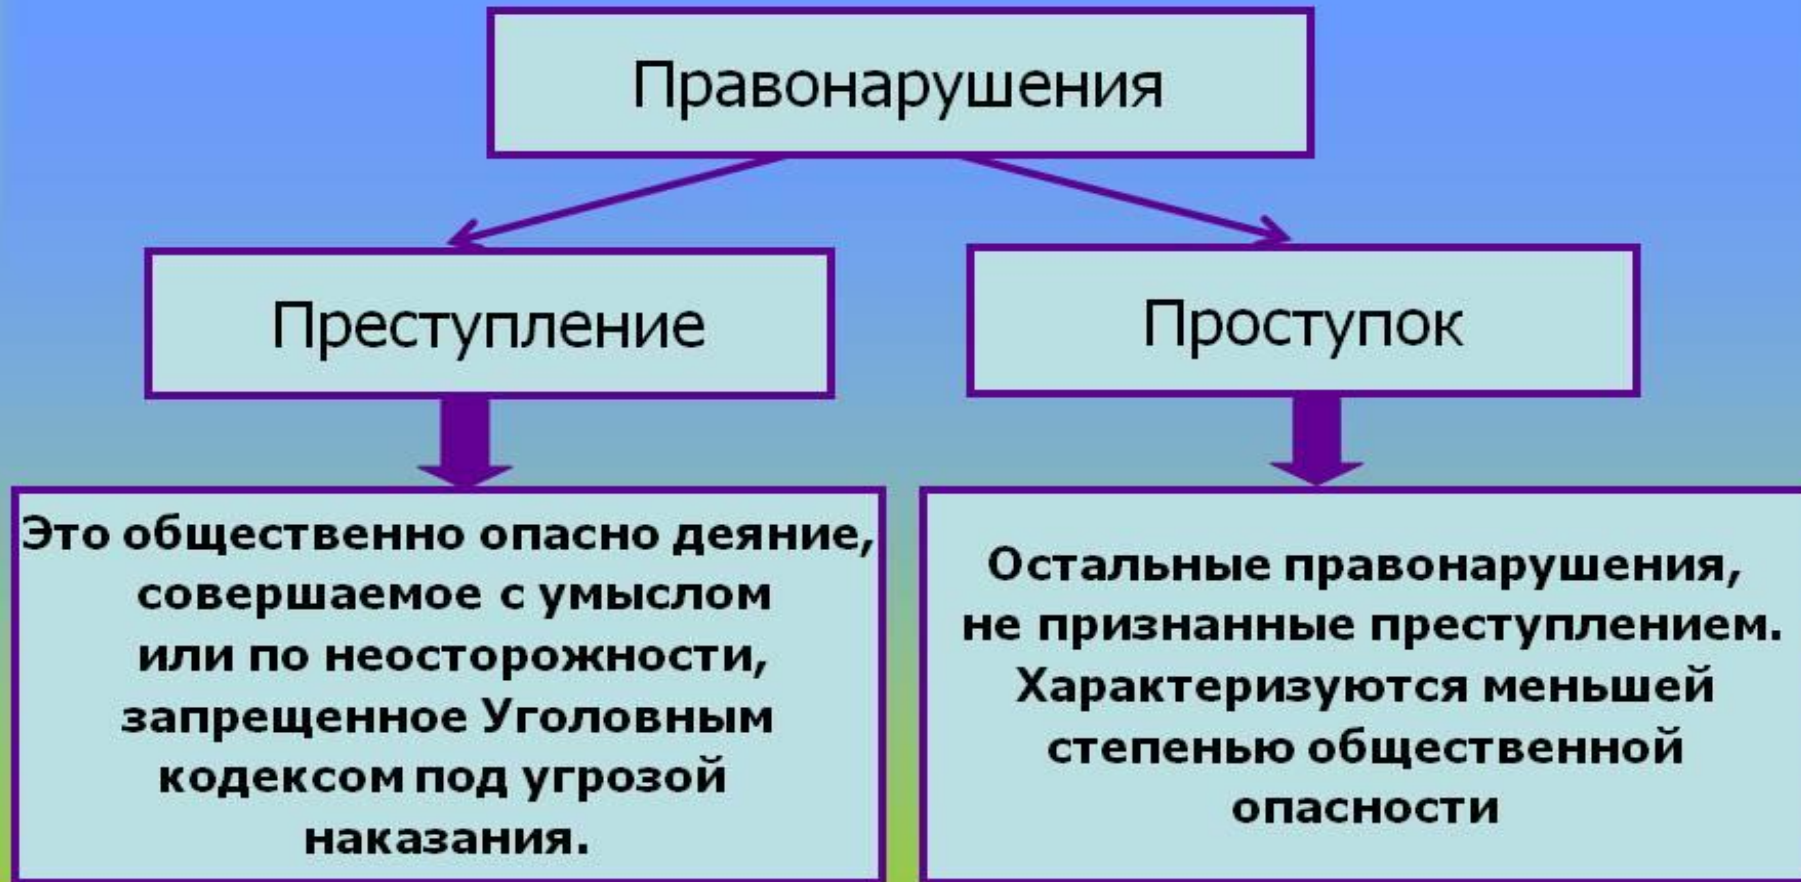 Правонарушения
Преступление
Проступок
Это общественно опасно деяние,
совершаемое с умыслом
или по неосторожности,
запрещенное Уголовным
кодексом под угрозой
наказания.
Остальные правонарушения,
не признанные преступлением.
Характеризуются меньшей
степенью общественной
опасности